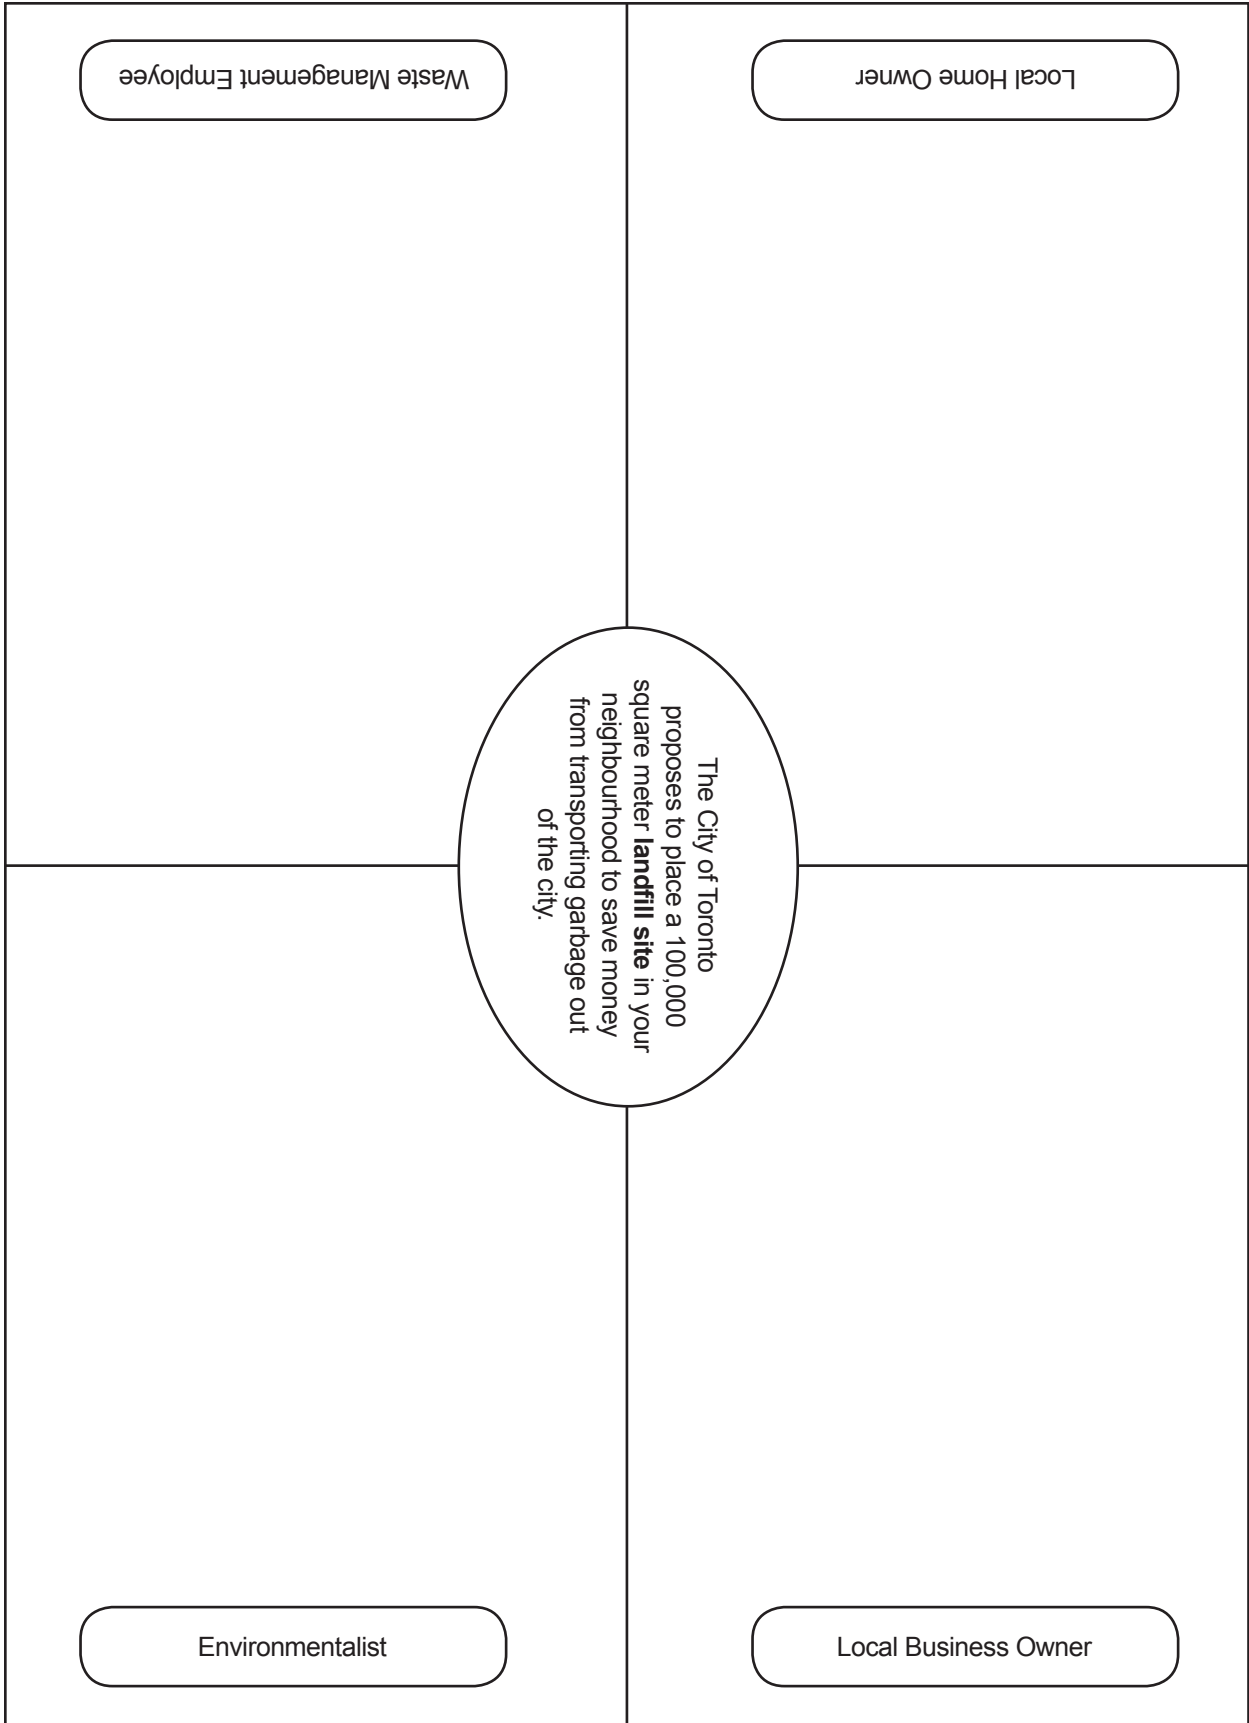 Waste Management Employee
Local Home Owner
The City of Toronto
proposes to place a 100,000
square meter landfill site in your
neighbourhood to save money
from transporting garbage out
of the city.
Environmentalist
Local Business Owner